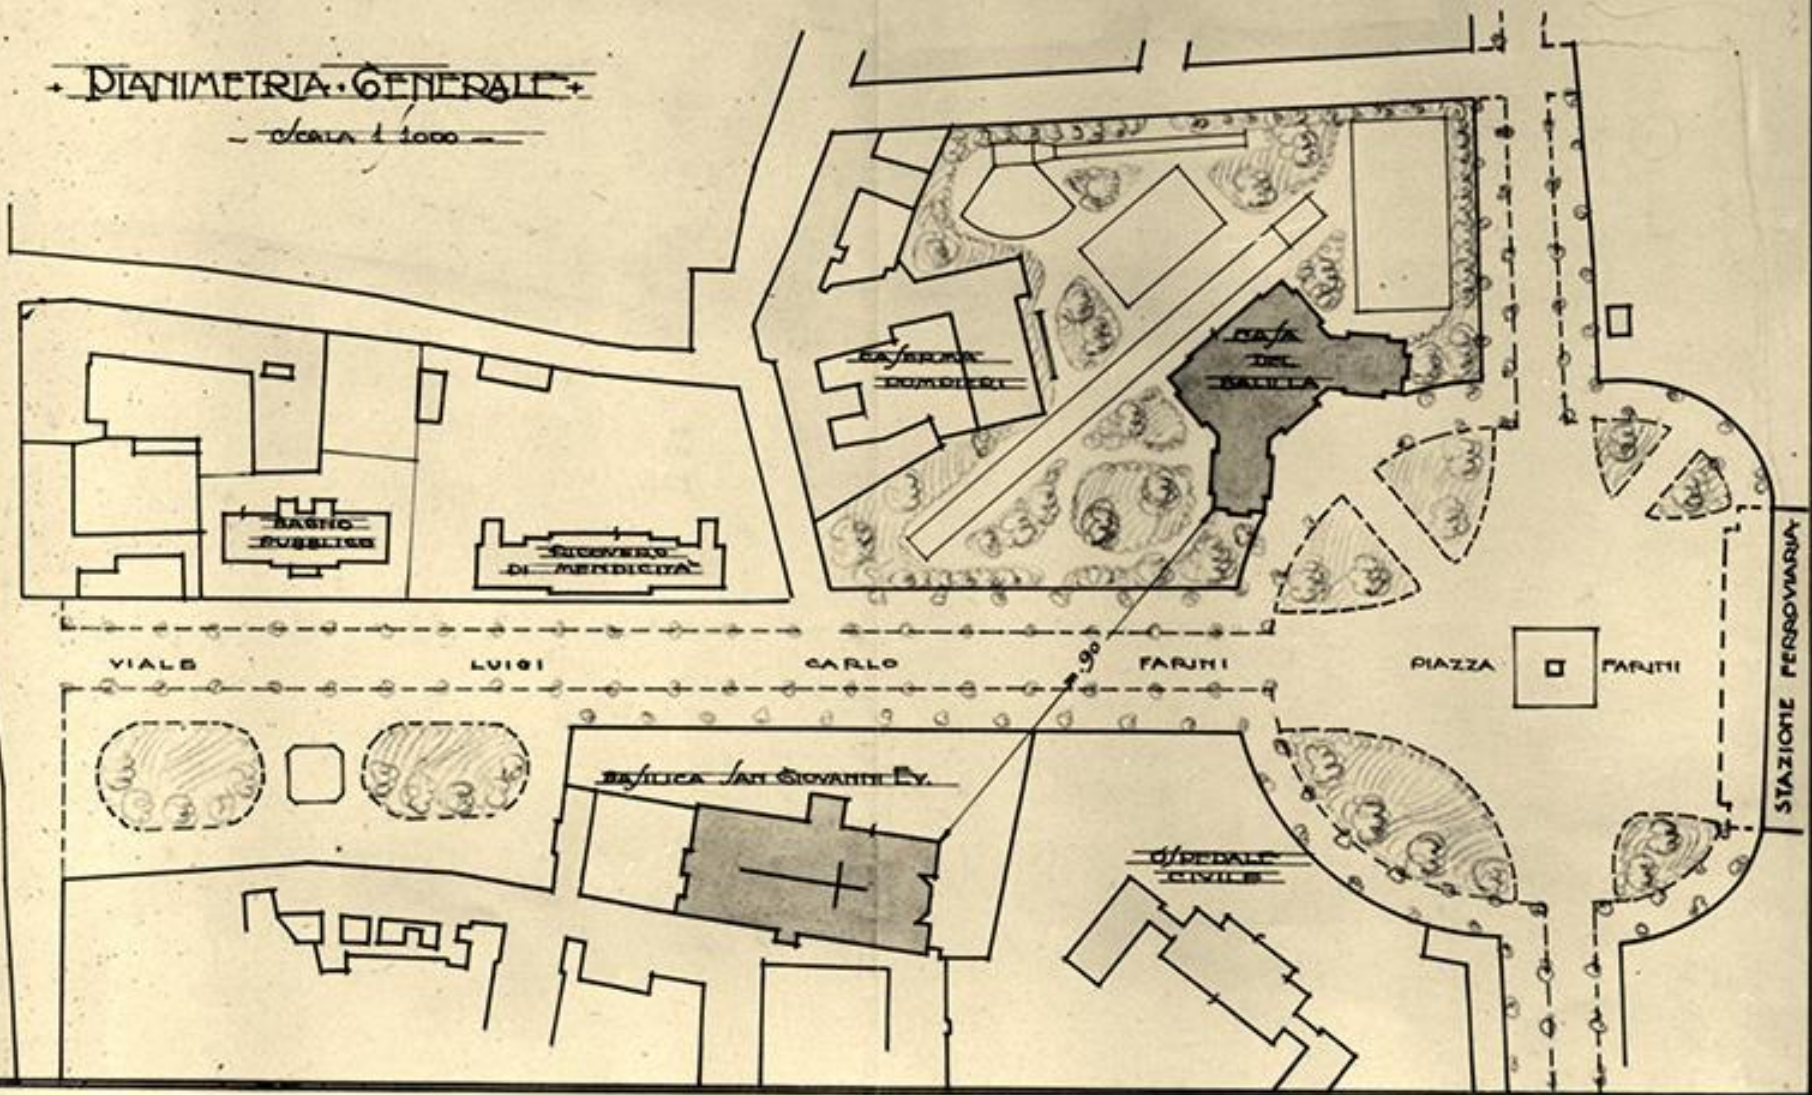 PLANIMETRIA · GENERALE
SCALA 1 1000
CASERMA
POMPIERI
CASA
DEL
BALILLA
BAGNO
PUBBLICO
RICOVERO
DI MENDICITÀ
VIALE LUIGI CARLO FARINI
90
PIAZZA FARINI
STAZIONE FERROVIARIA
BASILICA SAN GIOVANNI EV.
OSPEDALE
CIVILE